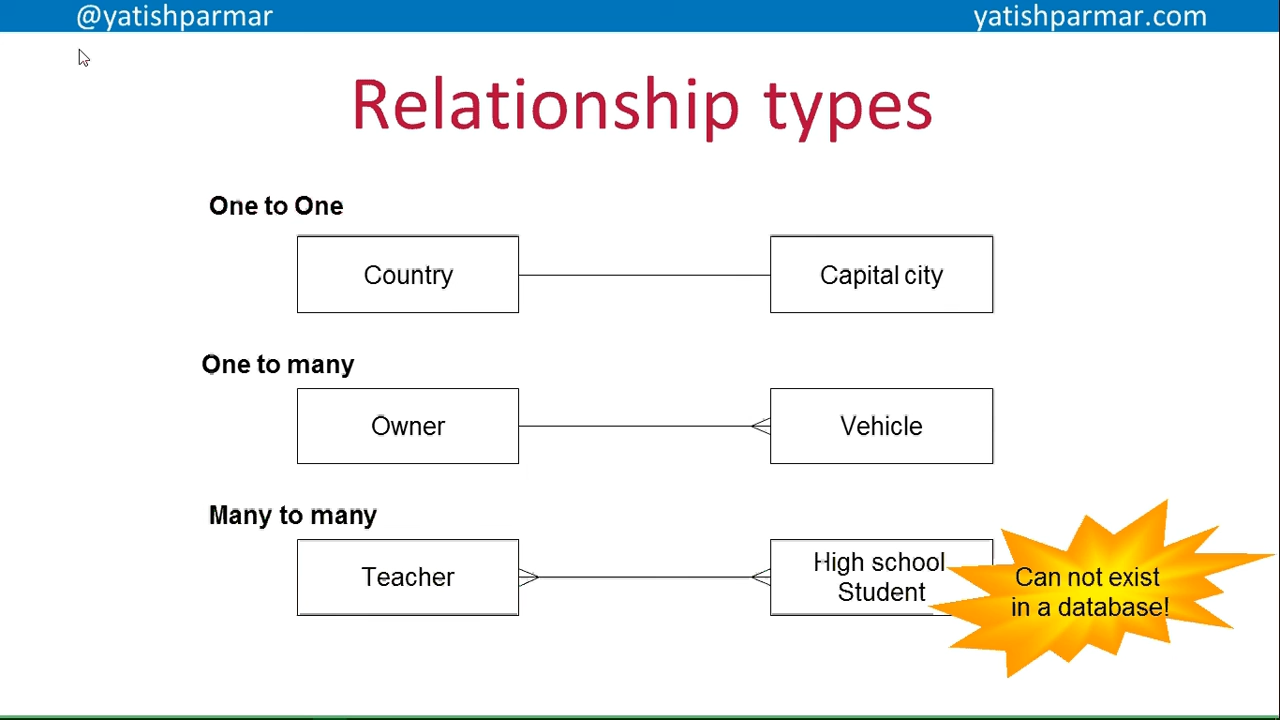 @yatishparmar
yatishparmar.com
Relationship types
One to One
Country
Capital city
One to many
Owner
Vehicle
Many to many
Teacher
High school
Student
Can not exist
in a database!